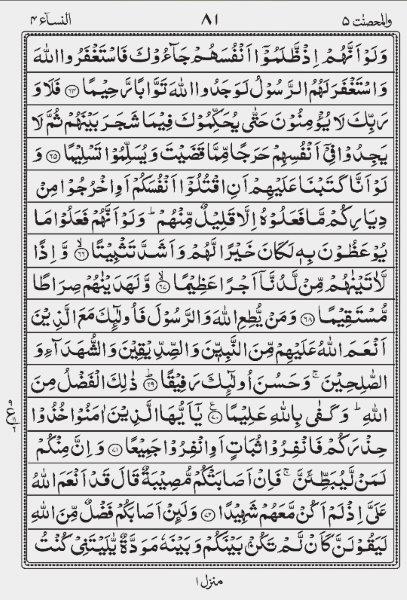 والمحصنت ٥ ٨١ النسآء ٤
وَلَوْ اَنَّهُمْ اِذْ ظَّلَمُوْۤا اَنْفُسَهُمْ جَآءُوْكَ فَاسْتَغْفَرُوا اللّٰهَ
وَاسْتَغْفَرَ لَهُمُ الرَّسُوْلُ لَوَجَدُوا اللّٰهَ تَوَّابًا رَّحِيْمًا ﴿٦٤﴾ فَلَا وَ
رَبِّكَ لَا يُؤْمِنُوْنَ حَتّٰى يُحَكِّمُوْكَ فِيْمَا شَجَرَ بَيْنَهُمْ ثُمَّ لَا
يَجِدُوْا فِيْۤ اَنْفُسِهِمْ حَرَجًا مِّمَّا قَضَيْتَ وَيُسَلِّمُوْا تَسْلِيْمًا ﴿٦٥﴾ وَ
لَوْ اَنَّا كَتَبْنَا عَلَيْهِمْ اَنِ اقْتُلُوْۤا اَنْفُسَكُمْ اَوِ اخْرُجُوْا مِنْ
دِيَارِكُمْ مَّا فَعَلُوْهُ اِلَّا قَلِيْلٌ مِّنْهُمْ ؕ وَلَوْ اَنَّهُمْ فَعَلُوْا مَا
يُوْعَظُوْنَ بِهٖ لَكَانَ خَيْرًا لَّهُمْ وَاَشَدَّ تَثْبِيْتًا ﴿٦٦﴾ۙ وَّاِذًا
لَّاٰتَيْنٰهُمْ مِّنْ لَّدُنَّاۤ اَجْرًا عَظِيْمًا ﴿٦٧﴾ۙ وَّلَهَدَيْنٰهُمْ صِرَاطًا
مُّسْتَقِيْمًا ﴿٦٨﴾ وَمَنْ يُّطِعِ اللّٰهَ وَالرَّسُوْلَ فَاُولٰٓئِكَ مَعَ الَّذِيْنَ
اَنْعَمَ اللّٰهُ عَلَيْهِمْ مِّنَ النَّبِيّٖنَ وَالصِّدِّيْقِيْنَ وَالشُّهَدَآءِ وَ
الصّٰلِحِيْنَ ۚ وَحَسُنَ اُولٰٓئِكَ رَفِيْقًا ﴿٦٩﴾ؕ ذٰلِكَ الْفَضْلُ مِنَ
اللّٰهِ ؕ وَكَفٰى بِاللّٰهِ عَلِيْمًا ﴿٧٠﴾ يٰۤاَيُّهَا الَّذِيْنَ اٰمَنُوْا خُذُوْا
حِذْرَكُمْ فَانْفِرُوْا ثُبَاتٍ اَوِ انْفِرُوْا جَمِيْعًا ﴿٧١﴾ وَاِنَّ مِنْكُمْ
لَمَنْ لَّيُبَطِّئَنَّ ۚ فَاِنْ اَصَابَتْكُمْ مُّصِيْبَةٌ قَالَ قَدْ اَنْعَمَ اللّٰهُ
عَلَيَّ اِذْ لَمْ اَكُنْ مَّعَهُمْ شَهِيْدًا ﴿٧٢﴾ وَلَئِنْ اَصَابَكُمْ فَضْلٌ مِّنَ اللّٰهِ
لَيَقُوْلَنَّ كَاَنْ لَّمْ تَكُنْۢ بَيْنَكُمْ وَبَيْنَهٗ مَوَدَّةٌ يّٰلَيْتَنِيْ كُنْتُ
منزل ١